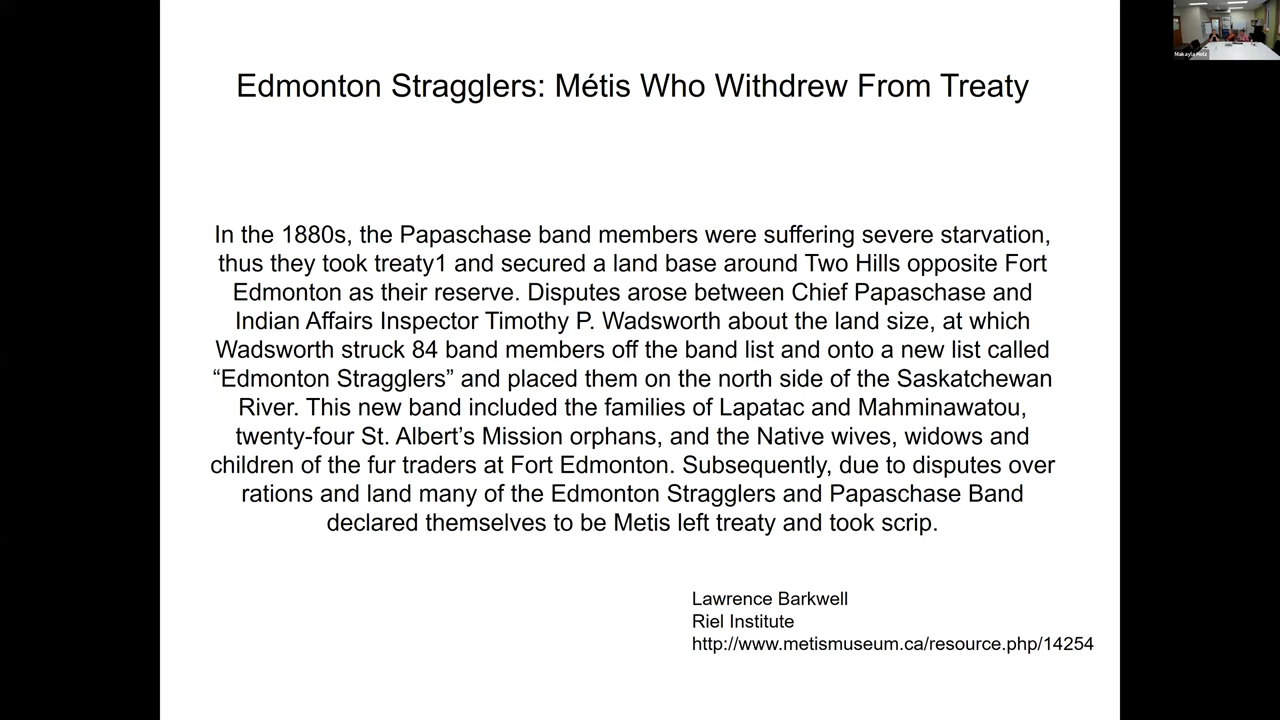 Edmonton Stragglers: Métis Who Withdrew From Treaty
In the 1880s, the Papaschase band members were suffering severe starvation,
thus they took treaty1 and secured a land base around Two Hills opposite Fort
Edmonton as their reserve. Disputes arose between Chief Papaschase and
Indian Affairs Inspector Timothy P. Wadsworth about the land size, at which
Wadsworth struck 84 band members off the band list and onto a new list called
“Edmonton Stragglers” and placed them on the north side of the Saskatchewan
River. This new band included the families of Lapatac and Mahminawatou,
twenty-four St. Albert’s Mission orphans, and the Native wives, widows and
children of the fur traders at Fort Edmonton. Subsequently, due to disputes over
rations and land many of the Edmonton Stragglers and Papaschase Band
declared themselves to be Metis left treaty and took scrip.
Lawrence Barkwell
Riel Institute
http://www.metismuseum.ca/resource.php/14254
Makayla Holz